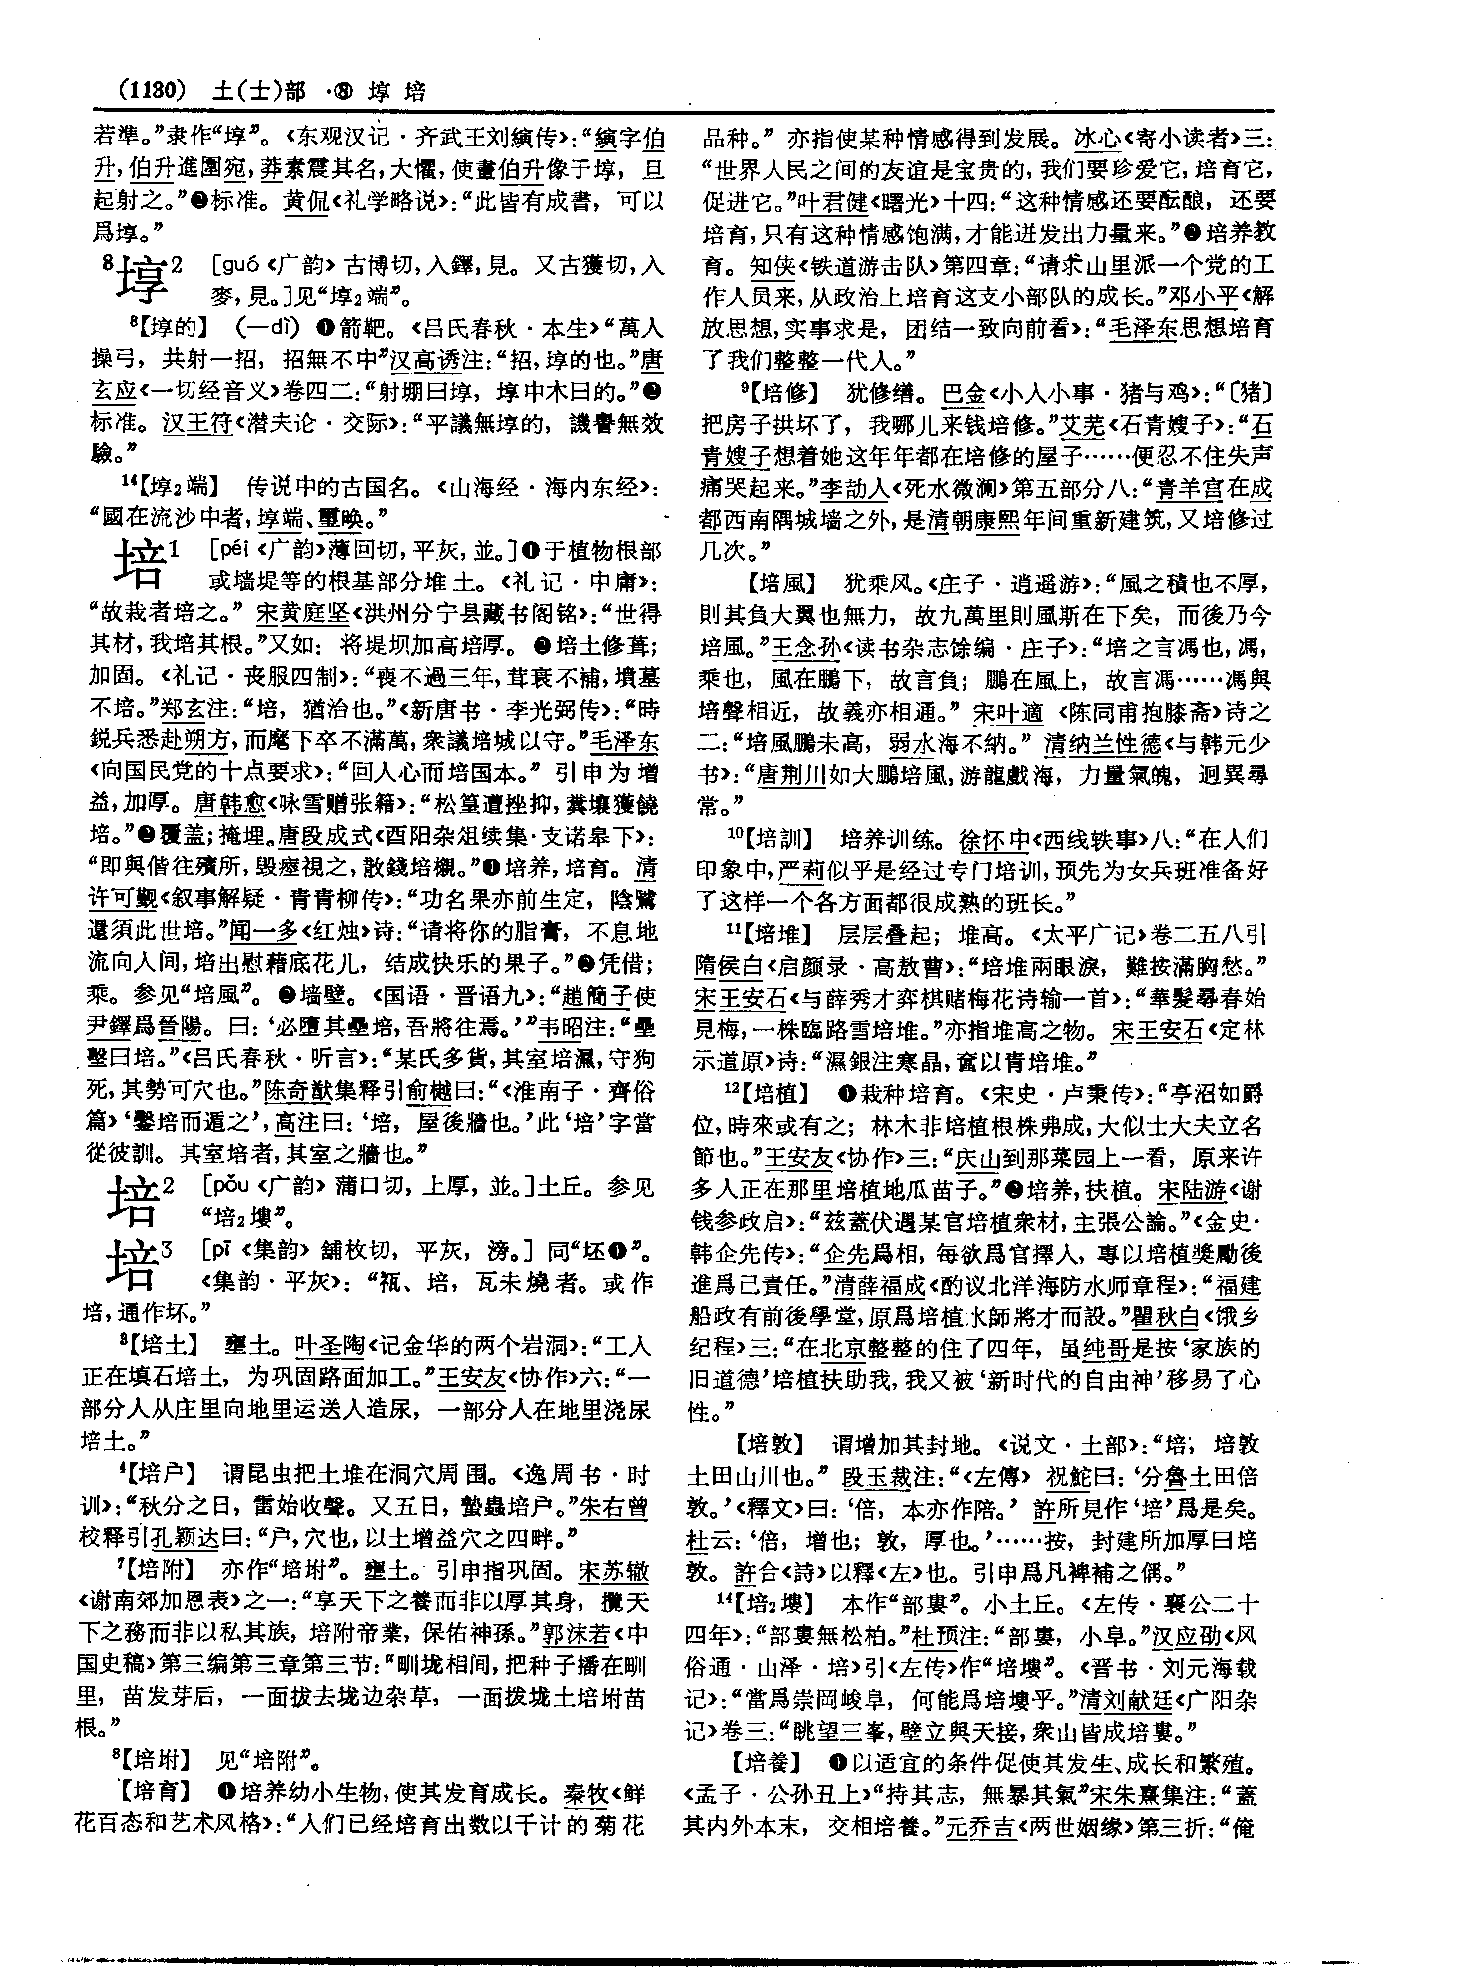 (1130) 土(士)部 ·⑧ 埻 培
若準。”隶作“埻”。《东观汉记·齐武王刘縯传》：“縯字伯
升，伯升進圍宛，莽素震其名，大懼，使畫伯升像于埻，旦
起射之。”❷标准。黄侃《礼学略说》：“此皆有成書，可以
爲埻。”
8埻2 [guó《广韵》古博切，入鐸，見。又古獲切，入
麥，見。]见“埻2端”。
8【埻的】 （—dì）❶箭靶。《吕氏春秋·本生》“萬人
操弓，共射一招，招無不中”汉高诱注：“招，埻的也。”唐
玄应《一切经音义》卷四二：“射堋曰埻，埻中木曰的。”❷
标准。汉王符《潜夫论·交际》：“平議無埻的，譏譽無效
驗。”
14【埻2端】 传说中的古国名。《山海经·海内东经》：
“國在流沙中者，埻端、璽㬇。”
培1 [péi《广韵》薄回切，平灰，並。]❶于植物根部
或墙堤等的根基部分堆土。《礼记·中庸》：
“故栽者培之。”宋黄庭坚《洪州分宁县藏书阁铭》：“世得
其材，我培其根。”又如：将堤坝加高培厚。❷培土修葺；
加固。《礼记·丧服四制》：“喪不過三年，苴衰不補，墳墓
不培。”郑玄注：“培，猶治也。”《新唐书·李光弼传》：“時
鋭兵悉赴朔方，而麾下卒不滿萬，衆議培城以守。”毛泽东
《向国民党的十点要求》：“回人心而培国本。”引申为增
益，加厚。唐韩愈《咏雪赠张籍》：“松篁遭挫抑，糞壤獲饒
培。”❸覆盖；掩埋。唐段成式《酉阳杂俎续集·支诺皋下》：
“即與偕往殯所，毁瘞視之，散錢培櫬。”❹培养，培育。清
许可觐《叙事解疑·青青柳传》：“功名果亦前生定，陰騭
還須此世培。”闻一多《红烛》诗：“请将你的脂膏，不息地
流向人间，培出慰藉底花儿，结成快乐的果子。”❺凭借；
乘。参见“培風”。❻墙壁。《国语·晋语九》：“趙簡子使
尹鐸爲晉陽。曰：‘必墮其壘培，吾將往焉。’”韦昭注：“壘
墼曰培。”《吕氏春秋·听言》：“某氏多貨，其室培濕，守狗
死，其勢可穴也。”陈奇猷集释引俞樾曰：“《淮南子·齊俗
篇》‘鑿培而遁之’，高注曰：‘培，屋後牆也。’此‘培’字當
從彼訓。其室培者，其室之牆也。”
培2 [pǒu《广韵》蒲口切，上厚，並。]土丘。参见
“培2塿”。
培3 [pī《集韵》鋪枚切，平灰，滂。]同“坯❶”。
《集韵·平灰》：“𤬃、培，瓦未燒者。或作
培，通作坏。”
3【培土】 壅土。叶圣陶《记金华的两个岩洞》：“工人
正在填石培土，为巩固路面加工。”王安友《协作》六：“一
部分人从庄里向地里运送人造尿，一部分人在地里浇尿
培土。”
4【培户】 谓昆虫把土堆在洞穴周围。《逸周书·时
训》：“秋分之日，雷始收聲。又五日，蟄蟲培户。”朱右曾
校释引孔颖达曰：“户，穴也，以土增益穴之四畔。”
7【培附】 亦作“培坿”。壅土。引申指巩固。宋苏辙
《谢南郊加恩表》之一：“享天下之養而非以厚其身，攬天
下之務而非以私其族，培附帝業，保佑神孫。”郭沫若《中
国史稿》第三编第三章第三节：“甽垅相间，把种子播在甽
里，苗发芽后，一面拔去垅边杂草，一面拨垅土培坿苗
根。”
8【培坿】 见“培附”。
【培育】 ❶培养幼小生物，使其发育成长。秦牧《鲜
花百态和艺术风格》：“人们已经培育出数以千计的菊花
品种。”亦指使某种情感得到发展。冰心《寄小读者》三：
“世界人民之间的友谊是宝贵的，我们要珍爱它，培育它，
促进它。”叶君健《曙光》十四：“这种情感还要酝酿，还要
培育，只有这种情感饱满，才能迸发出力量来。”❷培养教
育。知侠《铁道游击队》第四章：“请求山里派一个党的工
作人员来，从政治上培育这支小部队的成长。”邓小平《解
放思想，实事求是，团结一致向前看》：“毛泽东思想培育
了我们整整一代人。”
9【培修】 犹修缮。巴金《小人小事·猪与鸡》：“〔猪〕
把房子拱坏了，我哪儿来钱培修。”艾芜《石青嫂子》：“石
青嫂子想着她这年年都在培修的屋子……便忍不住失声
痛哭起来。”李劼人《死水微澜》第五部分八：“青羊宫在成
都西南隅城墙之外，是清朝康熙年间重新建筑，又培修过
几次。”
【培風】 犹乘风。《庄子·逍遥游》：“風之積也不厚，
則其負大翼也無力，故九萬里則風斯在下矣，而後乃今
培風。”王念孙《读书杂志馀编·庄子》：“培之言馮也，馮，
乘也，風在鵬下，故言負；鵬在風上，故言馮……馮與
培聲相近，故義亦相通。”宋叶適《陈同甫抱膝斋》诗之
二：“培風鵬未高，弱水海不納。”清纳兰性德《与韩元少
书》：“唐荆川如大鵬培風，游龍戲海，力量氣魄，迥異尋
常。”
10【培訓】 培养训练。徐怀中《西线轶事》八：“在人们
印象中，严莉似乎是经过专门培训，预先为女兵班准备好
了这样一个各方面都很成熟的班长。”
11【培堆】 层层叠起；堆高。《太平广记》卷二五八引
隋侯白《启颜录·高敖曹》：“培堆兩眼淚，難按滿胸愁。”
宋王安石《与薛秀才弈棋赌梅花诗输一首》：“華髮尋春始
見梅，一株臨路雪培堆。”亦指堆高之物。宋王安石《定林
示道原》诗：“濕銀注寒晶，奩以青培堆。”
12【培植】 ❶栽种培育。《宋史·卢秉传》：“亭沼如爵
位，時來或有之；林木非培植根株弗成，大似士大夫立名
節也。”王安友《协作》三：“庆山到那菜园上一看，原来许
多人正在那里培植地瓜苗子。”❷培养，扶植。宋陆游《谢
钱参政启》：“兹蓋伏遇某官培植衆材，主張公論。”《金史·
韩企先传》：“企先爲相，每欲爲官擇人，專以培植獎勵後
進爲己責任。”清薛福成《酌议北洋海防水师章程》：“福建
船政有前後學堂，原爲培植水師將才而設。”瞿秋白《饿乡
纪程》三：“在北京整整的住了四年，虽纯哥是按‘家族的
旧道德’培植扶助我，我又被‘新时代的自由神’移易了心
性。”
【培敦】 谓增加其封地。《说文·土部》：“培，培敦
土田山川也。”段玉裁注：“《左傳》祝鮀曰：‘分魯土田倍
敦。’《釋文》曰：‘倍，本亦作陪。’許所見作‘培’爲是矣。
杜云：‘倍，增也；敦，厚也。’……按，封建所加厚曰培
敦。許合《詩》以釋《左》也。引申爲凡裨補之偁。”
14【培2塿】 本作“部婁”。小土丘。《左传·襄公二十
四年》：“部婁無松柏。”杜预注：“部婁，小阜。”汉应劭《风
俗通·山泽·培》引《左传》作“培塿”。《晋书·刘元海载
记》：“當爲崇岡峻阜，何能爲培塿乎。”清刘献廷《广阳杂
记》卷三：“眺望三峯，壁立與天接，衆山皆成培婁。”
【培養】 ❶以适宜的条件促使其发生、成长和繁殖。
《孟子·公孙丑上》“持其志，無暴其氣”宋朱熹集注：“蓋
其内外本末，交相培養。”元乔吉《两世姻缘》第三折：“俺